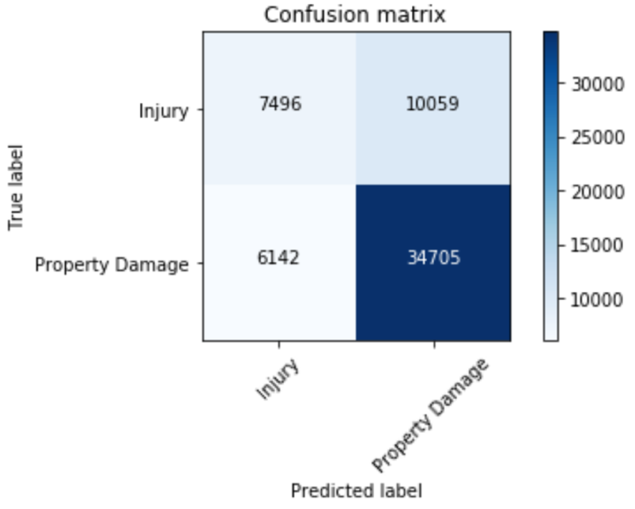 Confusion matrix
True label
Injury
7496
10059
Property Damage
6142
34705
Injury
Property Damage
Predicted label
30000
25000
20000
15000
10000